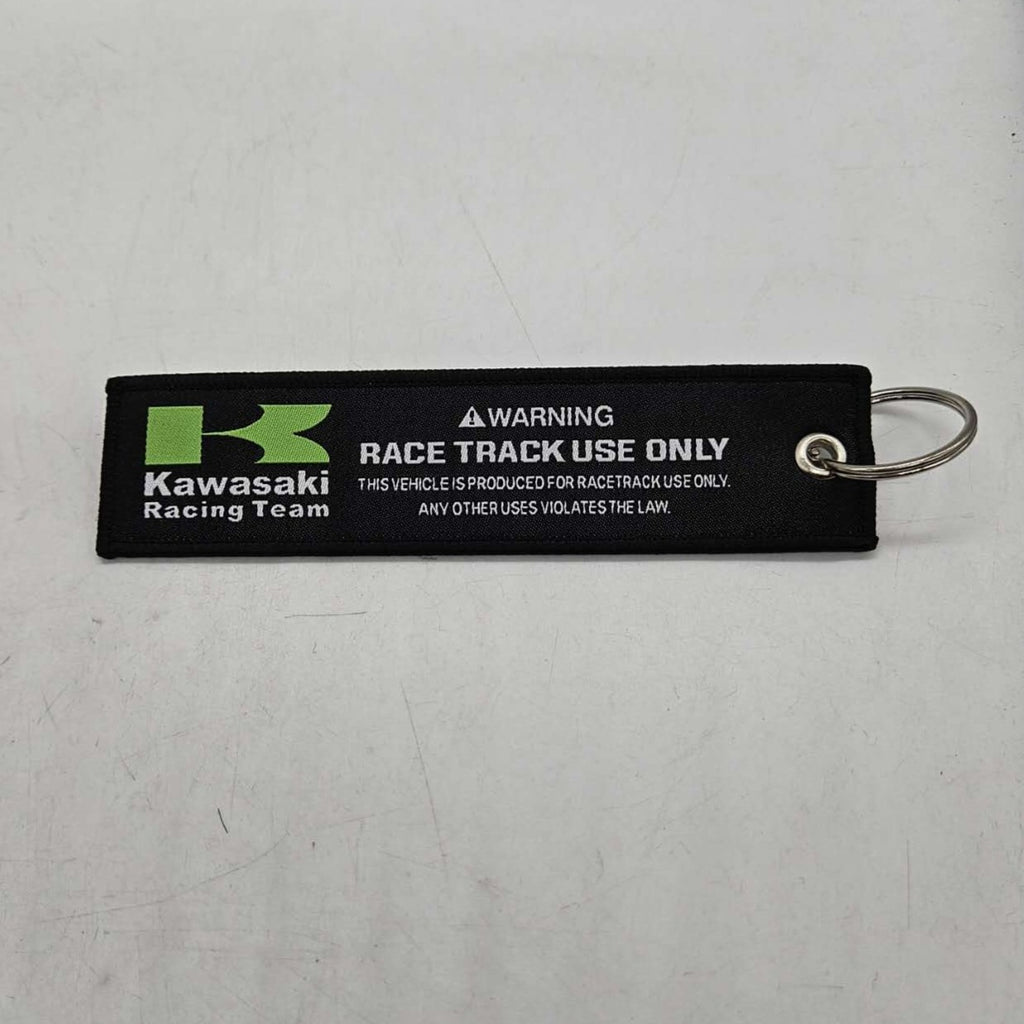 Kawasaki
Racing Team
WARNING
RACE TRACK USE ONLY
THIS VEHICLE IS PRODUCED FOR RACETRACK USE ONLY.
ANY OTHER USES VIOLATES THE LAW.